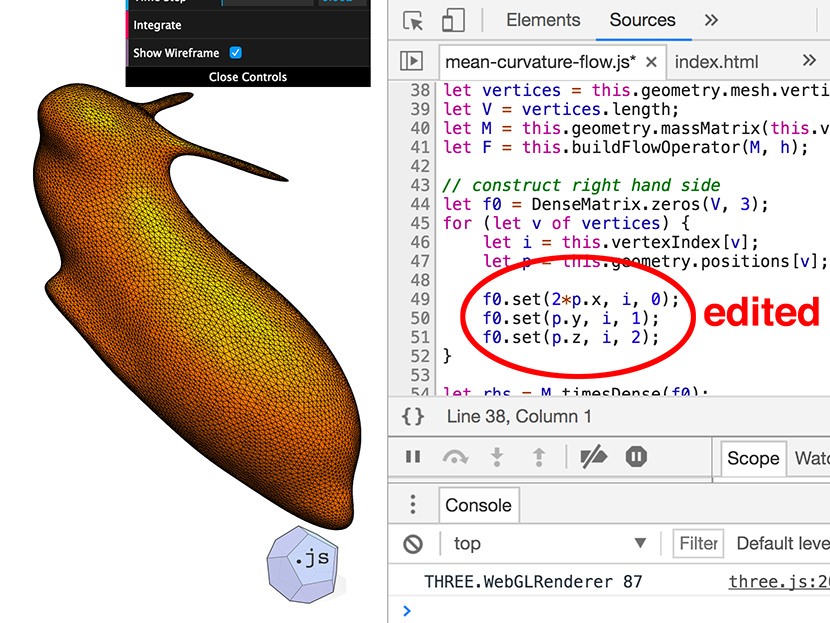 Integrate
Show Wireframe
Close Controls
.js
Elements Sources »
mean-curvature-flow.js* × index.html »
38 let vertices = this.geometry.mesh.verti
39 let V = vertices.length;
40 let M = this.geometry.massMatrix(this.v
41 let F = this.buildFlowOperator(M, h);
42
43 // construct right hand side
44 let f0 = DenseMatrix.zeros(V, 3);
45 for (let v of vertices) {
46 let i = this.vertexIndex[v];
47 let p = this.geometry.positions[v];
48
49 f0.set(2*p.x, i, 0);
50 f0.set(p.y, i, 1);
51 f0.set(p.z, i, 2);
52 }
53
54 let rhs = M.timesDense(f0);
edited
{} Line 38, Column 1
Scope Watc
Console
top Filter Default leve
THREE.WebGLRenderer 87 three.js:20
>